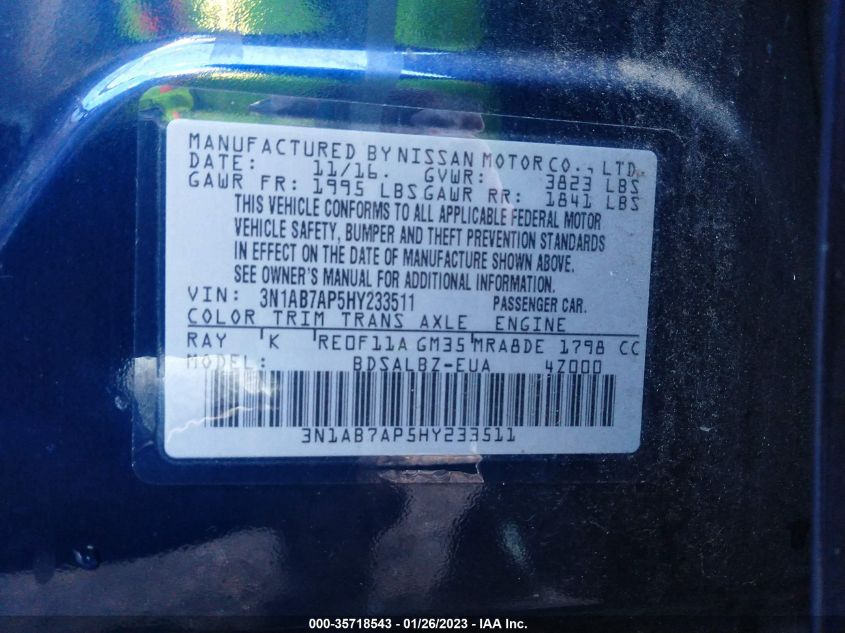 MANUFACTURED BY NISSAN MOTOR CO., LTD.
DATE: 11/16. GVWR: 3823 LBS
GAWR FR: 1995 LBS GAWR RR: 1841 LBS
THIS VEHICLE CONFORMS TO ALL APPLICABLE FEDERAL MOTOR
VEHICLE SAFETY, BUMPER AND THEFT PREVENTION STANDARDS
IN EFFECT ON THE DATE OF MANUFACTURE SHOWN ABOVE.
SEE OWNER'S MANUAL FOR ADDITIONAL INFORMATION.
VIN: 3N1AB7AP5HY233511 PASSENGER CAR.
COLOR TRIM TRANS AXLE ENGINE
RAY K RE0F11A GM35 MRA8DE 1798 CC
MODEL: BDSALBZ-EUA 4Z000
3N1AB7AP5HY233511
000-35718543 — 01/26/2023 — IAA Inc.